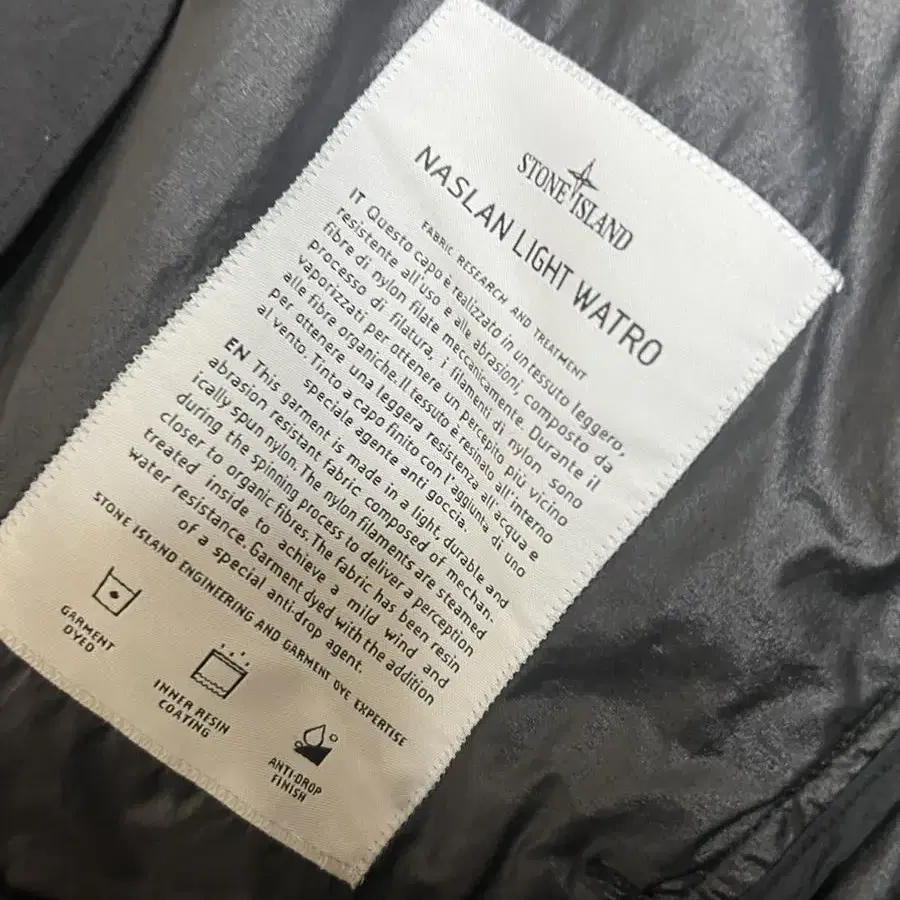 STONE ISLAND
NASLAN LIGHT WATRO
FABRIC RESEARCH AND TREATMENT
IT Questo capo è realizzato in un tessuto leggero,
resistente all'uso e alle abrasioni composto da
fibre di nylon filate meccanicamente. Durante il
processo di filatura, i filamenti di nylon sono
vaporizzati per ottenere un percepito più vicino
alle fibre organiche. Il tessuto è resinato all'interno
per ottenere una leggera resistenza all'acqua e
al vento. Tinto a capo finito con l'aggiunta di uno
speciale agente anti goccia.
EN This garment is made in a light, durable and
abrasion resistant fabric composed of mechan-
ically spun nylon. The nylon filaments are steamed
during the spinning process to deliver a perception
closer to organic fibres. The fabric has been resin
treated inside to achieve a mild wind and
water resistance. Garment dyed with the addition
of a special anti-drop agent.
STONE ISLAND ENGINEERING AND GARMENT DYE EXPERTISE
GARMENT
DYED
INNER RESIN
COATING
ANTI-DROP
FINISH